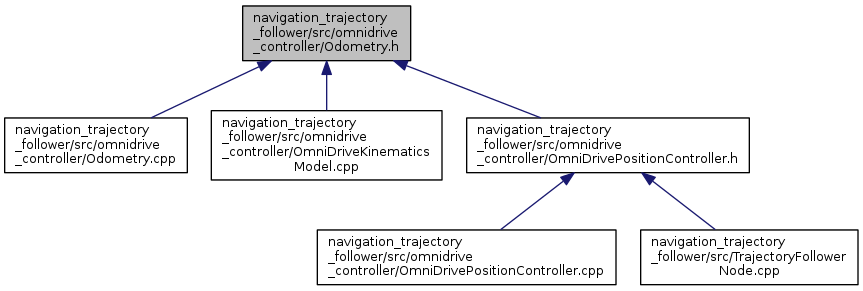 navigation_trajectory
_follower/src/omnidrive
_controller/Odometry.h
navigation_trajectory
_follower/src/omnidrive
_controller/Odometry.cpp
navigation_trajectory
_follower/src/omnidrive
_controller/OmniDriveKinematics
Model.cpp
navigation_trajectory
_follower/src/omnidrive
_controller/OmniDrivePositionController.h
navigation_trajectory
_follower/src/omnidrive
_controller/OmniDrivePositionController.cpp
navigation_trajectory
_follower/src/TrajectoryFollower
Node.cpp